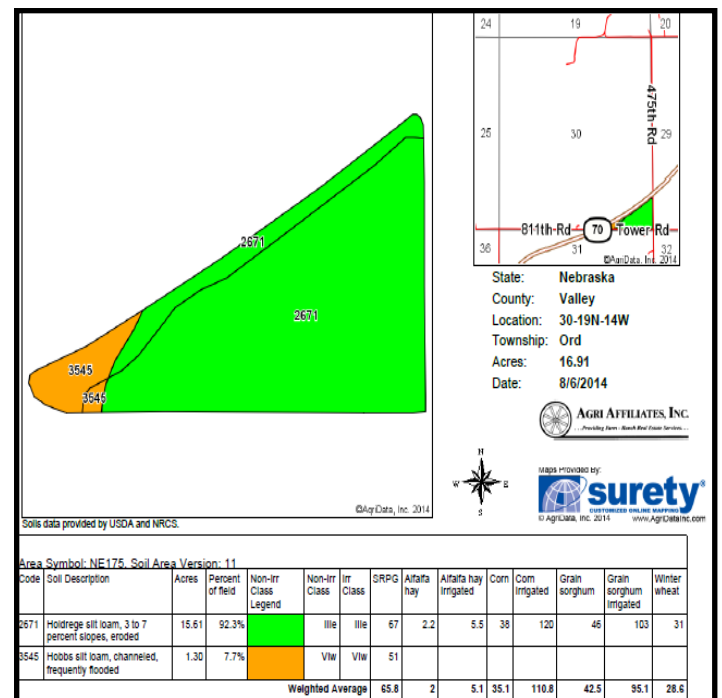 2671
2671
3545
3545
©AgriData, Inc. 2014
Soils data provided by USDA and NRCS.
24 19 20
25 30 29
475th-Rd
811th-Rd 70 Tower-Rd
36 31 32
©AgriData, Inc. 2014
State: Nebraska
County: Valley
Location: 30-19N-14W
Township: Ord
Acres: 16.91
Date: 8/6/2014
AGRI AFFILIATES, INC.
...Providing Farm - Ranch Real Estate Services...
N
W E
S
Maps Provided By:
surety®
CUSTOMIZED ONLINE MAPPING
© AgriData, Inc. 2014 www.AgriDataInc.com
Area Symbol: NE175, Soil Area Version: 11
Code Soil Description Acres Percent of field Non-Irr Class Legend Non-Irr Class Irr Class SRPG Alfalfa hay Alfalfa hay Irrigated Corn Corn Irrigated Grain sorghum Grain sorghum Irrigated Winter wheat
2671 Holdrege silt loam, 3 to 7 percent slopes, eroded 15.61 92.3% IIIe IIIe 67 2.2 5.5 38 120 46 103 31
3545 Hobbs silt loam, channeled, frequently flooded 1.30 7.7% VIw VIw 51
Weighted Average 65.8 2 5.1 35.1 110.8 42.5 95.1 28.6